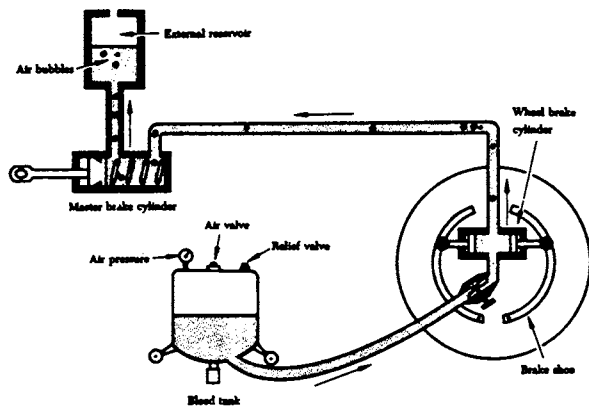 External reservoir
Air bubbles
Wheel brake
cylinder
Master brake cylinder
Air valve
Air pressure
Relief valve
Brake shoe
Bleed tank